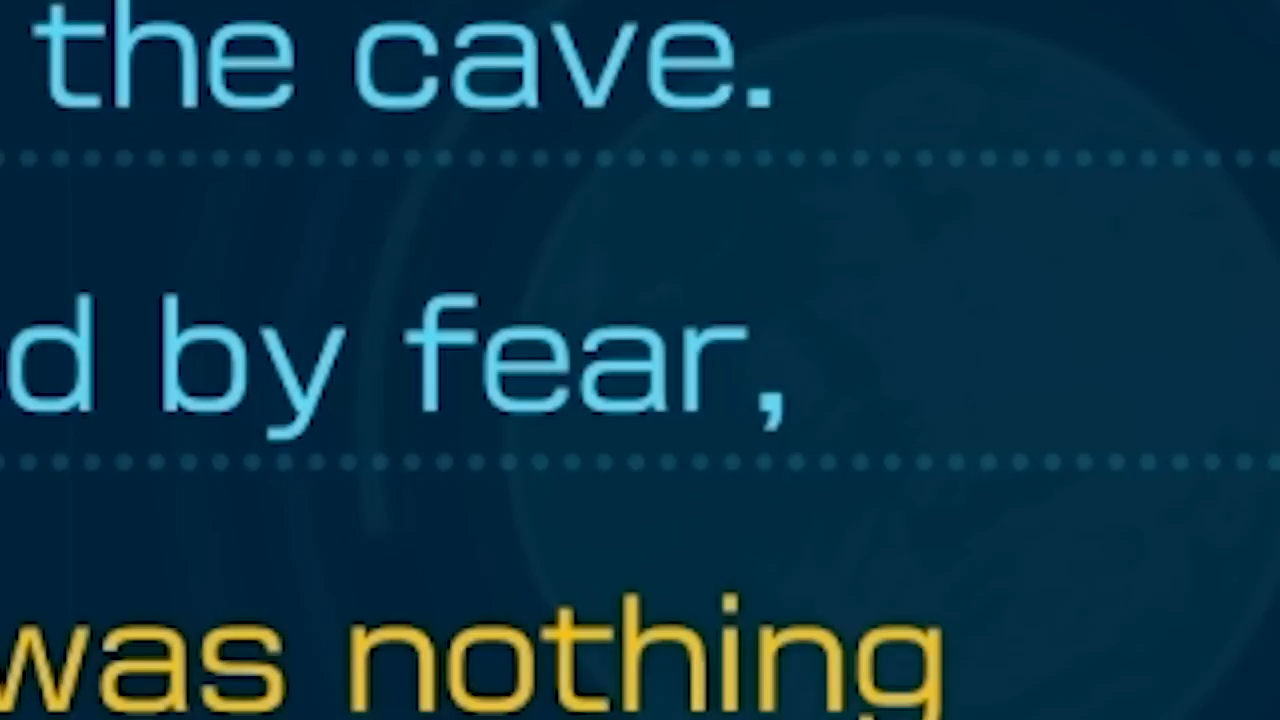 the cave.
by fear,
was nothing